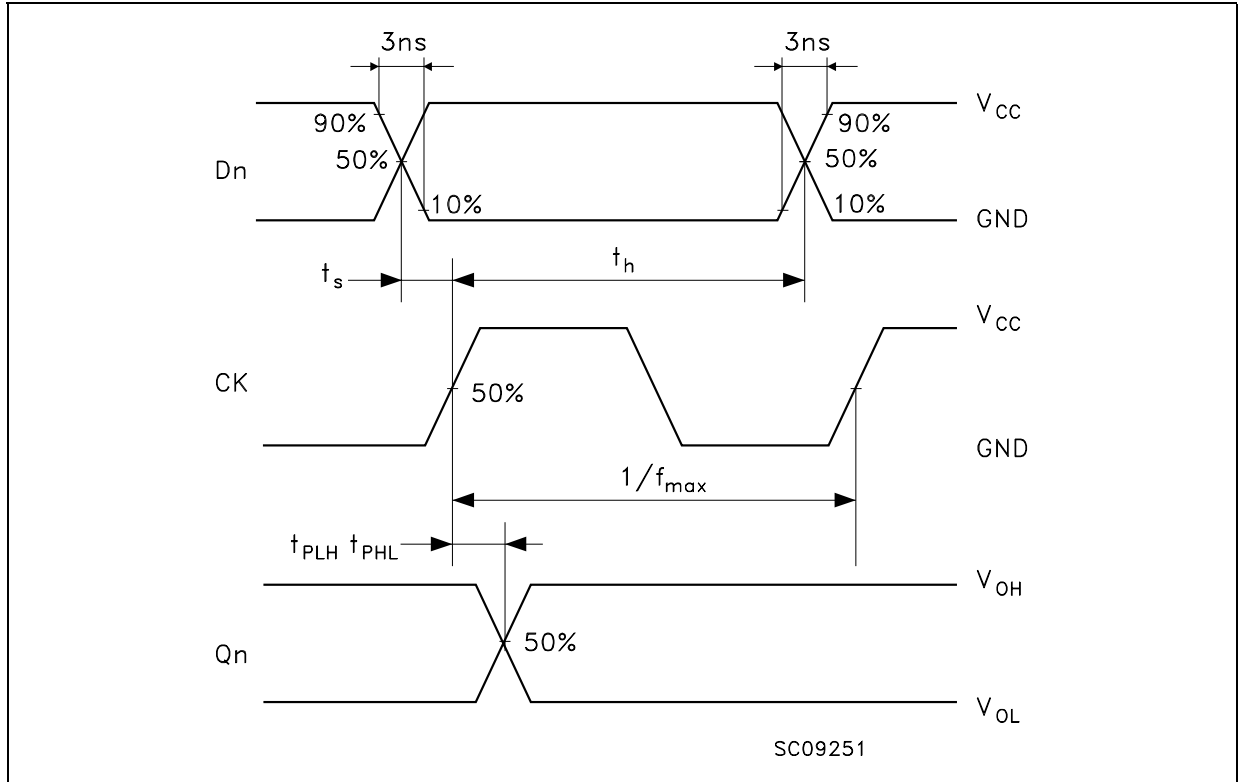 3ns 3ns
V_CC
90% 90%
Dn 50% 50%
10% 10%
GND
t_s t_h
V_CC
CK 50%
GND
1/f_max
t_PLH t_PHL
V_OH
Qn 50%
V_OL
SC09251